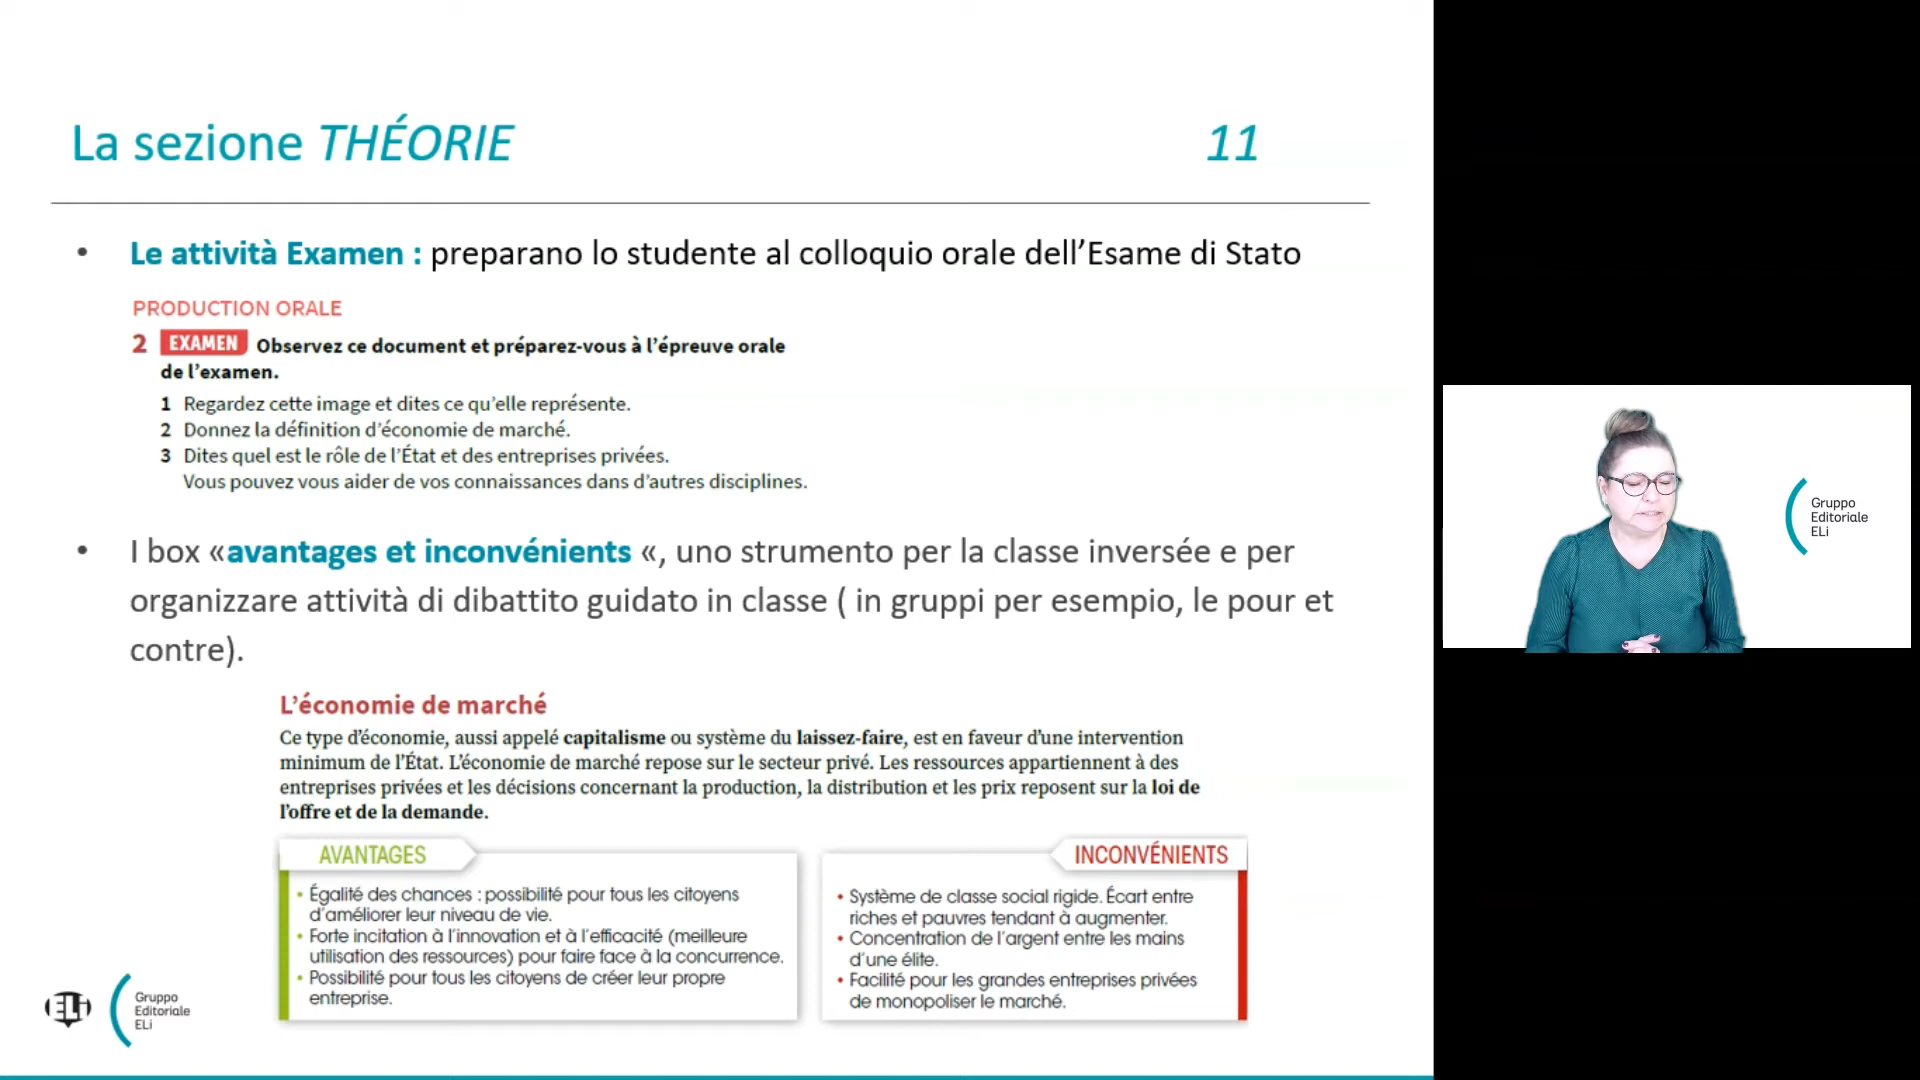 La sezione THÉORIE 11
• Le attività Examen : preparano lo studente al colloquio orale dell’Esame di Stato
PRODUCTION ORALE
2 EXAMEN Observez ce document et préparez-vous à l’épreuve orale
de l’examen.
1 Regardez cette image et dites ce qu’elle représente.
2 Donnez la définition d’économie de marché.
3 Dites quel est le rôle de l’État et des entreprises privées.
Vous pouvez vous aider de vos connaissances dans d’autres disciplines.
• I box «avantages et inconvénients «, uno strumento per la classe inversée e per
organizzare attività di dibattito guidato in classe ( in gruppi per esempio, le pour et
contre).
L’économie de marché
Ce type d’économie, aussi appelé capitalisme ou système du laissez-faire, est en faveur d’une intervention
minimum de l’État. L’économie de marché repose sur le secteur privé. Les ressources appartiennent à des
entreprises privées et les décisions concernant la production, la distribution et les prix reposent sur la loi de
l’offre et de la demande.
AVANTAGES
• Égalité des chances : possibilité pour tous les citoyens
d’améliorer leur niveau de vie.
• Forte incitation à l’innovation et à l’efficacité (meilleure
utilisation des ressources) pour faire face à la concurrence.
• Possibilité pour tous les citoyens de créer leur propre
entreprise.
INCONVÉNIENTS
• Système de classe social rigide. Écart entre
riches et pauvres tendant à augmenter.
• Concentration de l’argent entre les mains
d’une élite.
• Facilité pour les grandes entreprises privées
de monopoliser le marché.
ELi
Gruppo
Editoriale
ELi
Gruppo
Editoriale
ELi